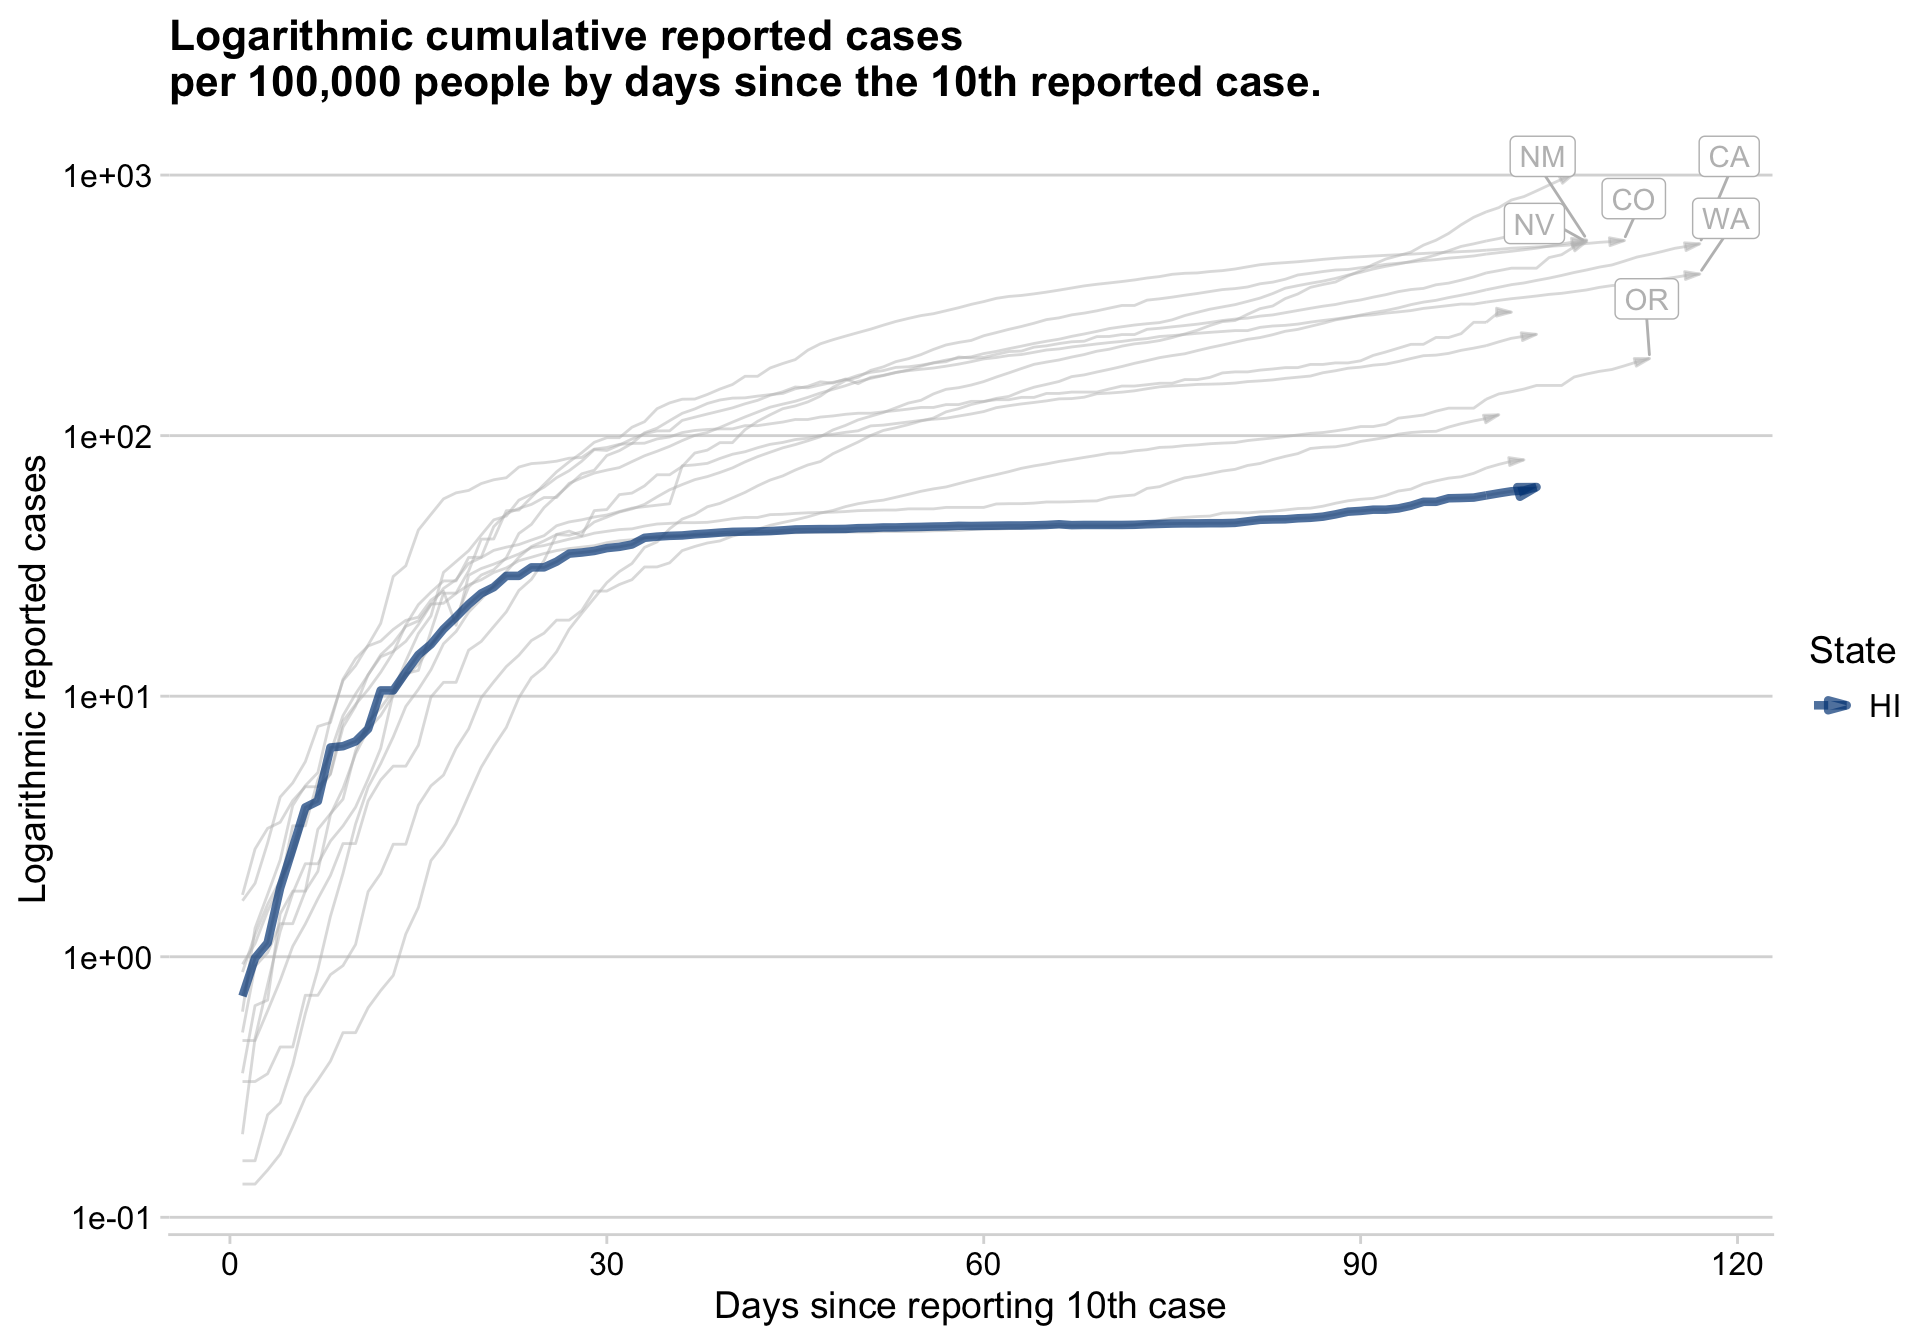 Logarithmic cumulative reported cases
per 100,000 people by days since the 10th reported case.
NM
CA
1e+03
CO
NV
WA
OR
1e+02
Logarithmic reported cases
State
1e+01
HI
1e+00
1e-01
0
30
60
90
120
Days since reporting 10th case